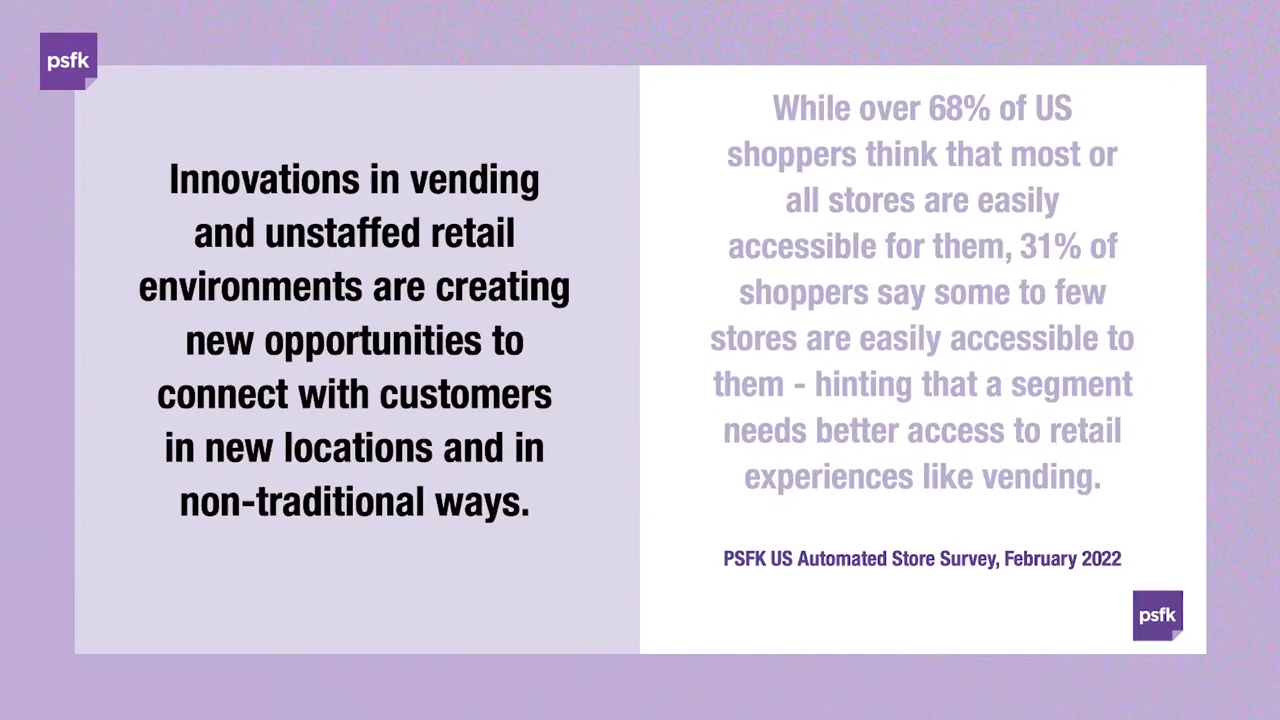 psfk
Innovations in vending
and unstaffed retail
environments are creating
new opportunities to
connect with customers
in new locations and in
non-traditional ways.
While over 68% of US
shoppers think that most or
all stores are easily
accessible for them, 31% of
shoppers say some to few
stores are easily accessible to
them - hinting that a segment
needs better access to retail
experiences like vending.
PSFK US Automated Store Survey, February 2022
psfk